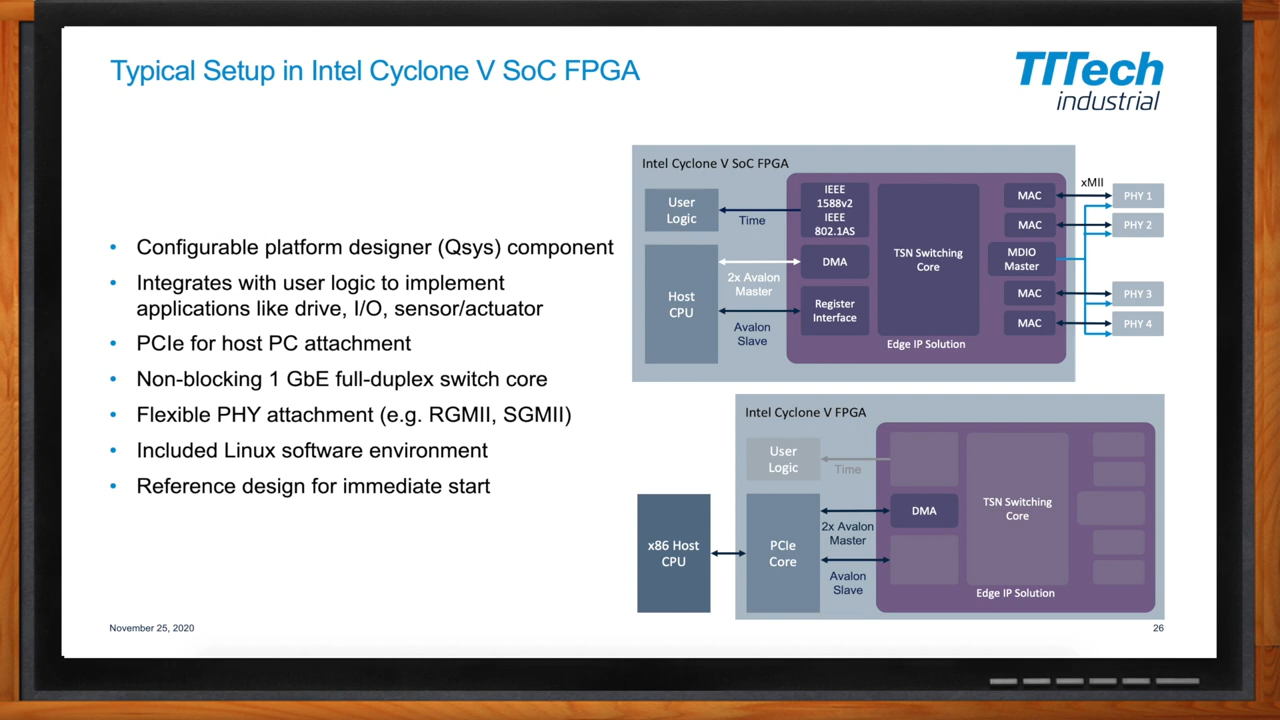 Typical Setup in Intel Cyclone V SoC FPGA
TTTech
industrial
• Configurable platform designer (Qsys) component
• Integrates with user logic to implement
applications like drive, I/O, sensor/actuator
• PCIe for host PC attachment
• Non-blocking 1 GbE full-duplex switch core
• Flexible PHY attachment (e.g. RGMII, SGMII)
• Included Linux software environment
• Reference design for immediate start
Intel Cyclone V SoC FPGA
User
Logic
Time
Host
CPU
2x Avalon
Master
Avalon
Slave
IEEE
1588v2
IEEE
802.1AS
DMA
Register
Interface
TSN Switching
Core
MAC
MAC
MDIO
Master
MAC
MAC
Edge IP Solution
xMII
PHY 1
PHY 2
PHY 3
PHY 4
Intel Cyclone V FPGA
User
Logic
Time
x86 Host
CPU
PCIe
Core
2x Avalon
Master
Avalon
Slave
DMA
TSN Switching
Core
Edge IP Solution
November 25, 2020
26